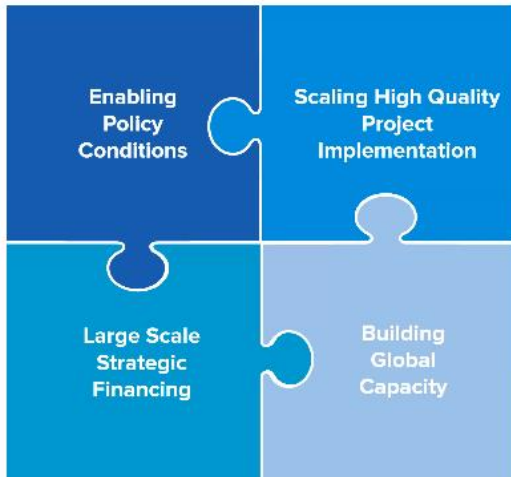 Enabling
Policy
Conditions
Scaling High Quality
Project
Implementation
Large Scale
Strategic
Financing
Building
Global
Capacity